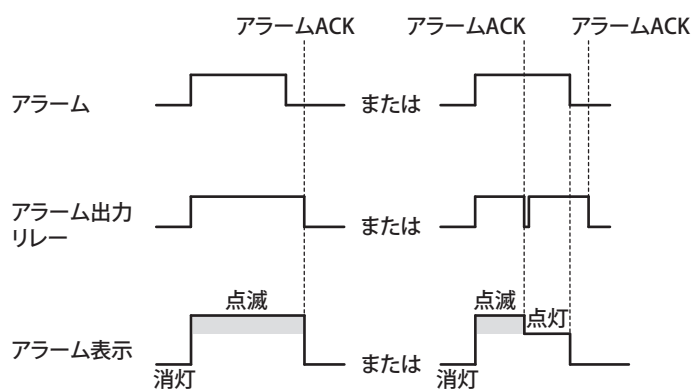 アラームACK アラームACK アラームACK
アラーム または
アラーム出力
リレー
または
点滅 点滅 点灯
アラーム表示 または
消灯 消灯